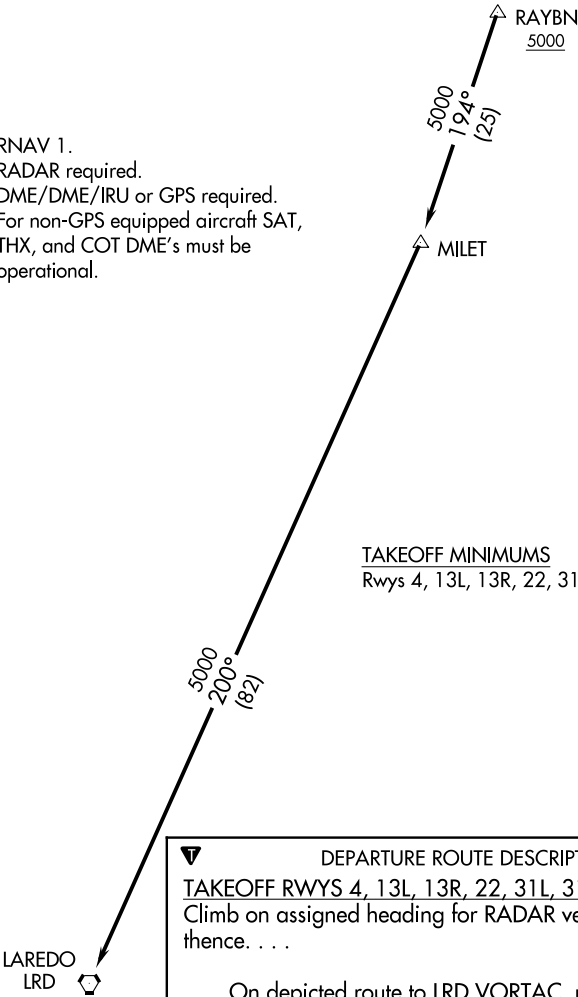 RAYBN
5000
5000
194°
(25)
RNAV 1.
RADAR required.
DME/DME/IRU or GPS required.
For non-GPS equipped aircraft SAT,
THX, and COT DME's must be
operational.
MILET
TAKEOFF MINIMUMS
Rwys 4, 13L, 13R, 22, 31
5000
200°
(82)
T
DEPARTURE ROUTE DESCRIPT
TAKEOFF RWYS 4, 13L, 13R, 22, 31L, 3
Climb on assigned heading for RADAR ve
thence. . . .
LAREDO
LRD
On depicted route to LRD VORTAC,